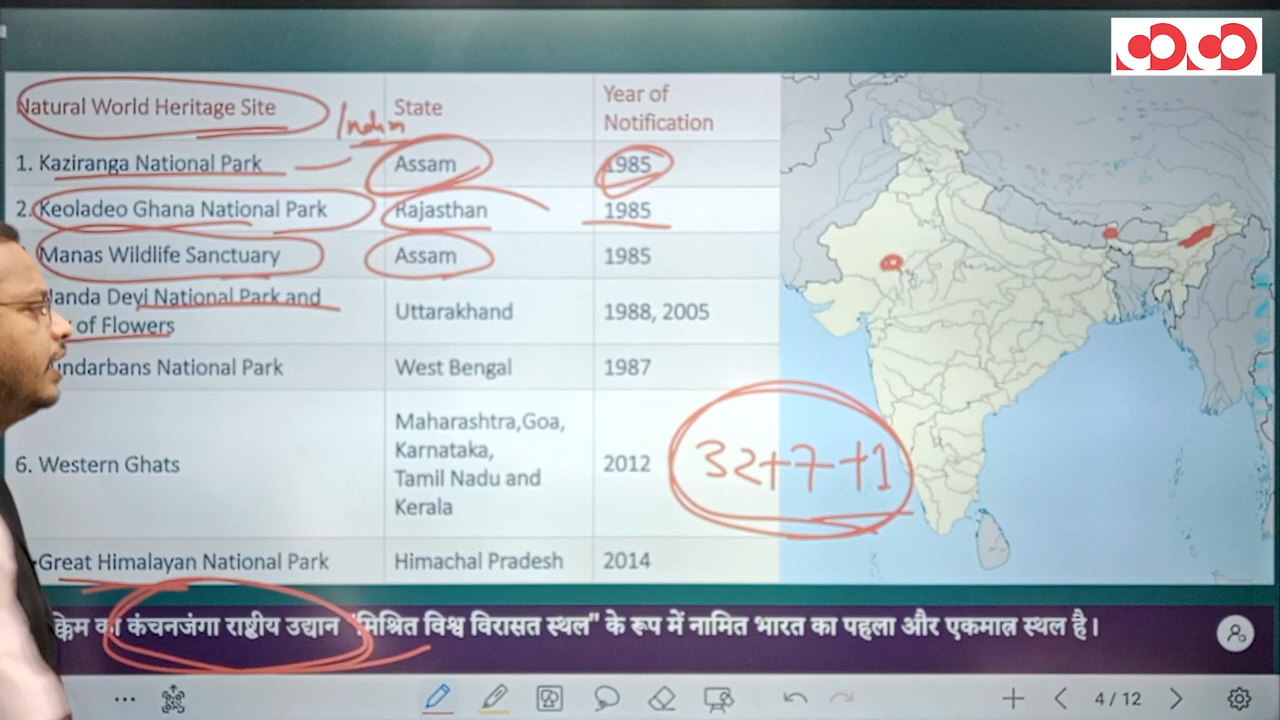 Natural World Heritage Site State Year of Notification
Indian
1. Kaziranga National Park Assam 1985
2. Keoladeo Ghana National Park Rajasthan 1985
Manas Wildlife Sanctuary Assam 1985
Nanda Devi National Park and
of Flowers Uttarakhand 1988, 2005
Sundarbans National Park West Bengal 1987
6. Western Ghats Maharashtra,Goa, Karnataka, Tamil Nadu and Kerala 2012
32+7+1
Great Himalayan National Park Himachal Pradesh 2014
कंचनजंगा राष्ट्रीय उद्यान "मिश्रित विश्व विरासत स्थल" के रूप में नामित भारत का पहला और एकमात्र स्थल है।
4/12